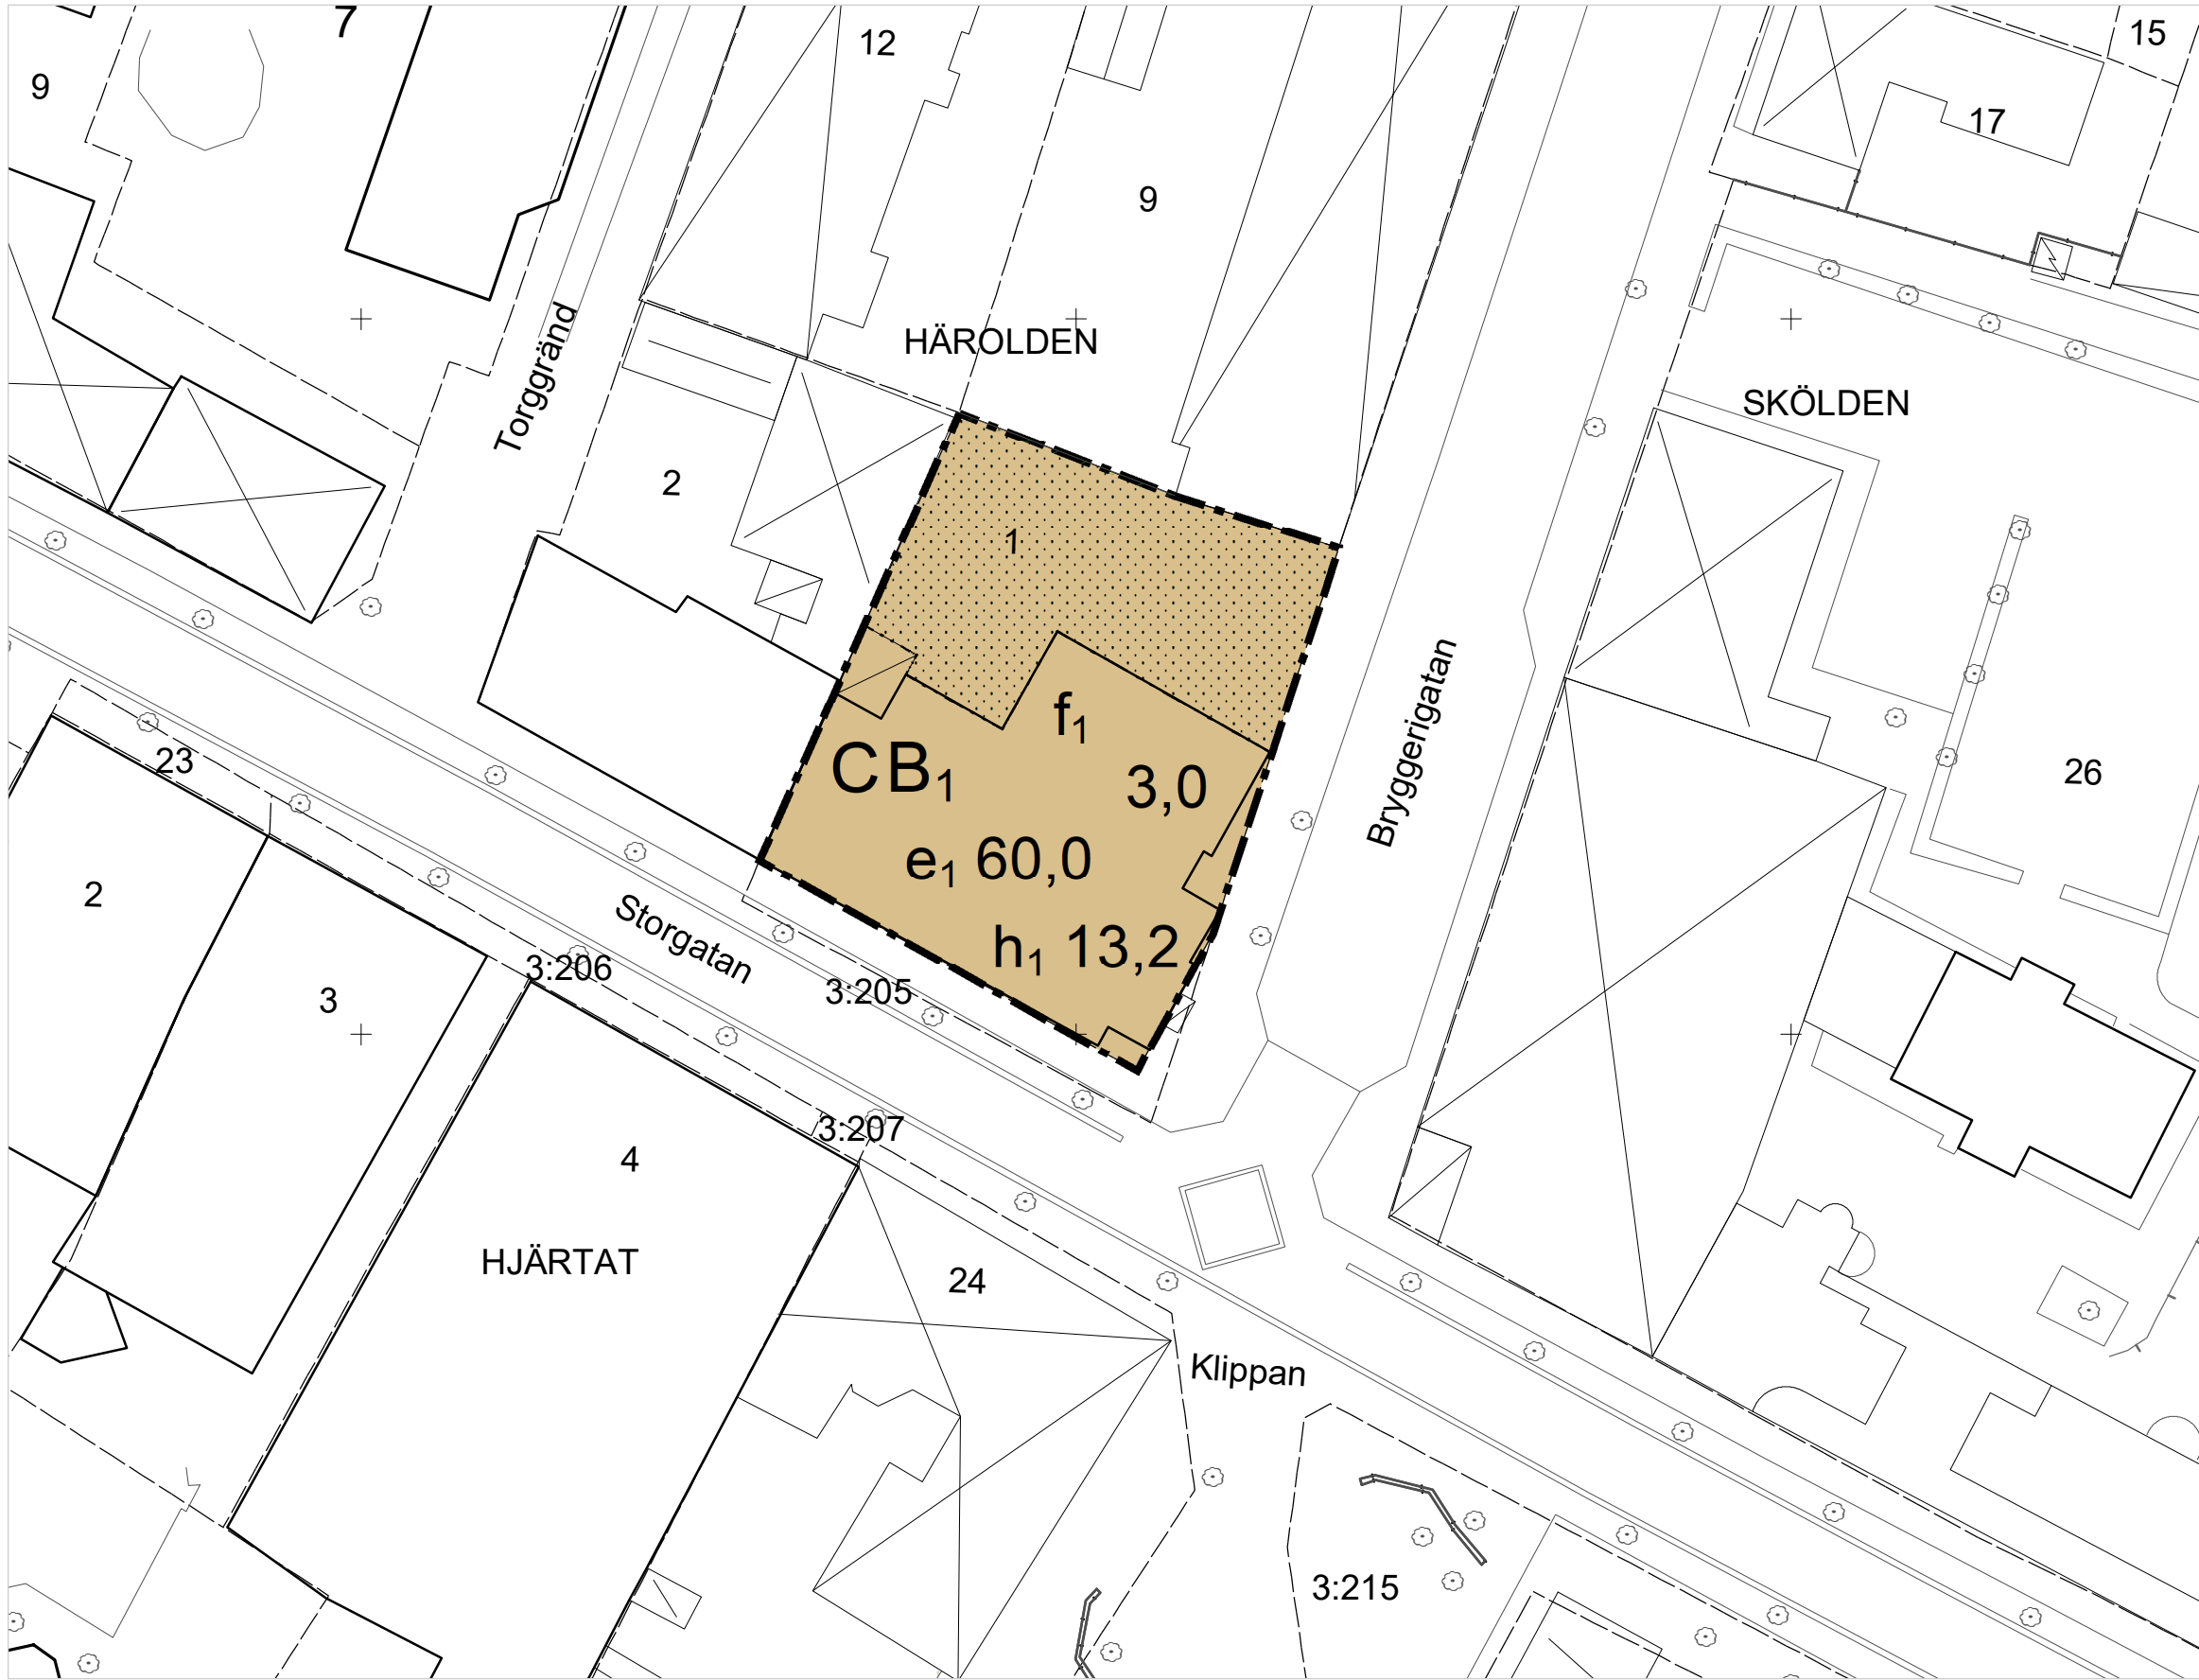 7
12
15
9
17
9
HÄROLDEN
Torggränd
SKÖLDEN
2
1
f₁
Bryggerigatan
23
CB₁
3,0
26
e₁ 60,0
2
Storgatan
h₁ 13,2
3:206
3:205
3
3:207
4
HJÄRTAT
24
Klippan
3:215